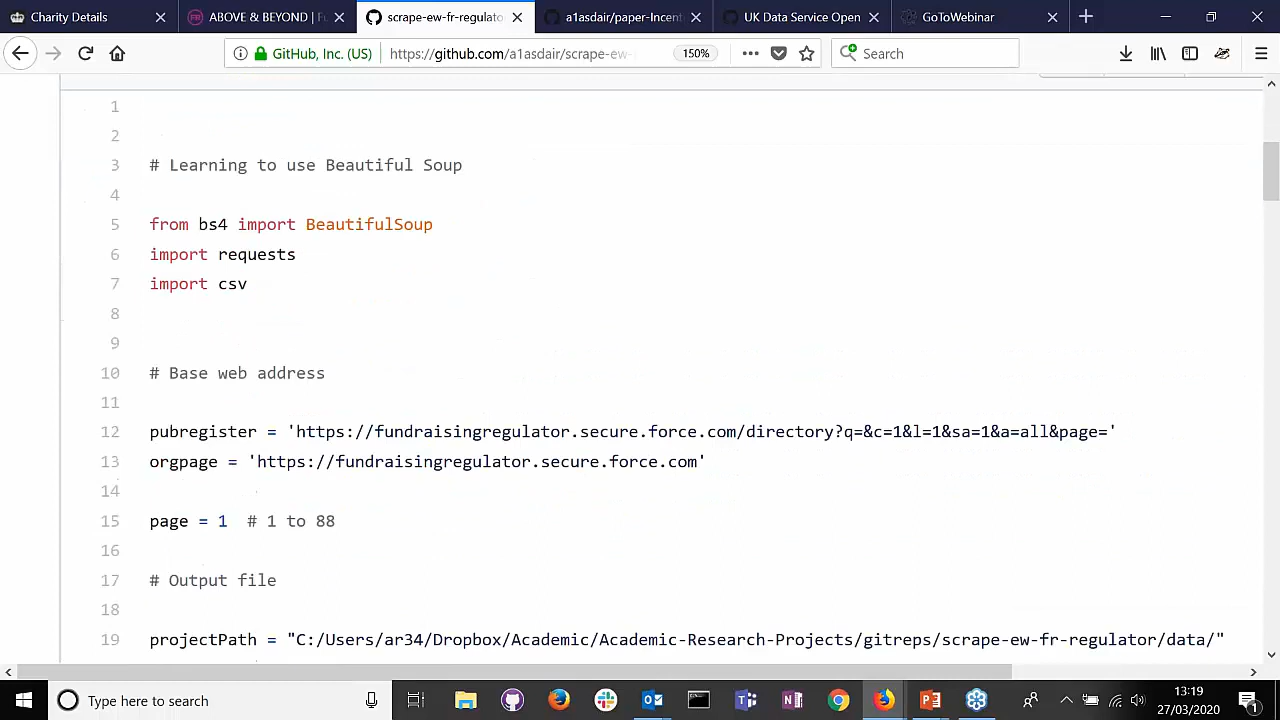 Charity Details
ABOVE & BEYOND | F
scrape-ew-fr-regulato
a1asdair/paper-Incent
UK Data Service Open
GoToWebinar
GitHub, Inc. (US)
https://github.com/a1asdair/scrape-ew-
150%
Search
1
2
3 # Learning to use Beautiful Soup
4
5 from bs4 import BeautifulSoup
6 import requests
7 import csv
8
9
10 # Base web address
11
12 pubregister = 'https://fundraisingregulator.secure.force.com/directory?q=&c=1&l=1&sa=1&a=all&page='
13 orgpage = 'https://fundraisingregulator.secure.force.com'
14
15 page = 1 # 1 to 88
16
17 # Output file
18
19 projectPath = "C:/Users/ar34/Dropbox/Academic/Academic-Research-Projects/gitreps/scrape-ew-fr-regulator/data/"
Type here to search
13:19
27/03/2020